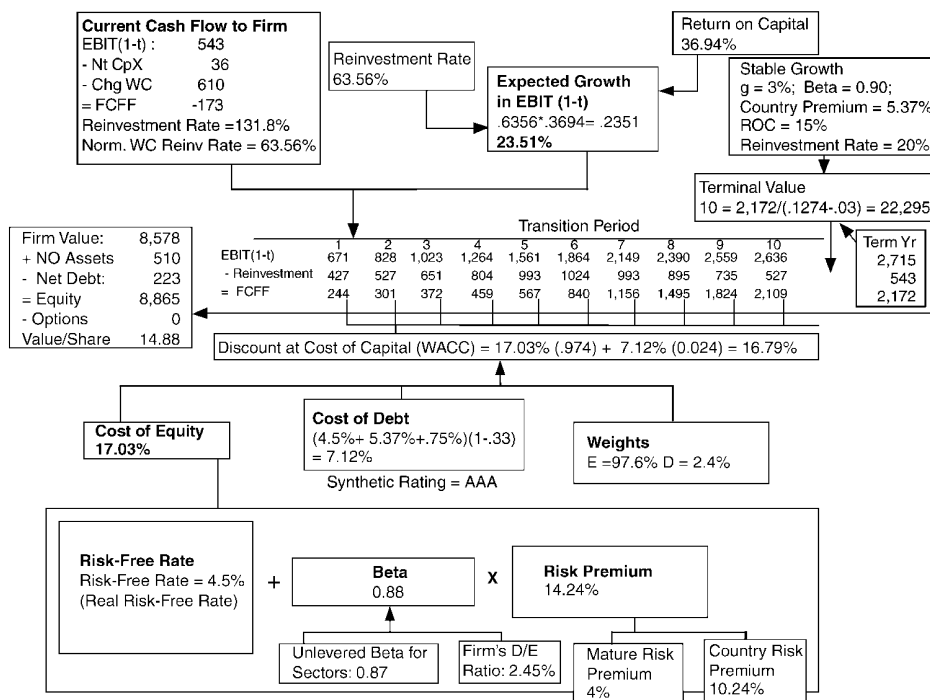 Current Cash Flow to Firm
EBIT(1-t) : 543
- Nt CpX 36
- Chg WC 610
= FCFF -173
Reinvestment Rate =131.8%
Norm. WC Reinv Rate = 63.56%
Reinvestment Rate
63.56%
Expected Growth
in EBIT (1-t)
.6356*.3694= .2351
23.51%
Return on Capital
36.94%
Stable Growth
g = 3%; Beta = 0.90;
Country Premium = 5.37%
ROC = 15%
Reinvestment Rate = 20%
Terminal Value
10 = 2,172/(.1274-.03) = 22,295
Firm Value: 8,578
+ NO Assets 510
- Net Debt: 223
= Equity 8,865
- Options 0
Value/Share 14.88
Transition Period
1 2 3 4 5 6 7 8 9 10
EBIT(1-t) 671 828 1,023 1,264 1,561 1,864 2,149 2,390 2,559 2,636
- Reinvestment 427 527 651 804 993 1024 993 895 735 527
= FCFF 244 301 372 459 567 840 1,156 1,495 1,824 2,109
Term Yr
2,715
543
2,172
Discount at Cost of Capital (WACC) = 17.03% (.974) + 7.12% (0.024) = 16.79%
Cost of Equity
17.03%
Cost of Debt
(4.5%+ 5.37%+.75%)(1-.33)
= 7.12%
Synthetic Rating = AAA
Weights
E =97.6% D = 2.4%
Risk-Free Rate
Risk-Free Rate = 4.5%
(Real Risk-Free Rate)
+
Beta
0.88
X
Risk Premium
14.24%
Unlevered Beta for
Sectors: 0.87
Firm's D/E
Ratio: 2.45%
Mature Risk
Premium
4%
Country Risk
Premium
10.24%